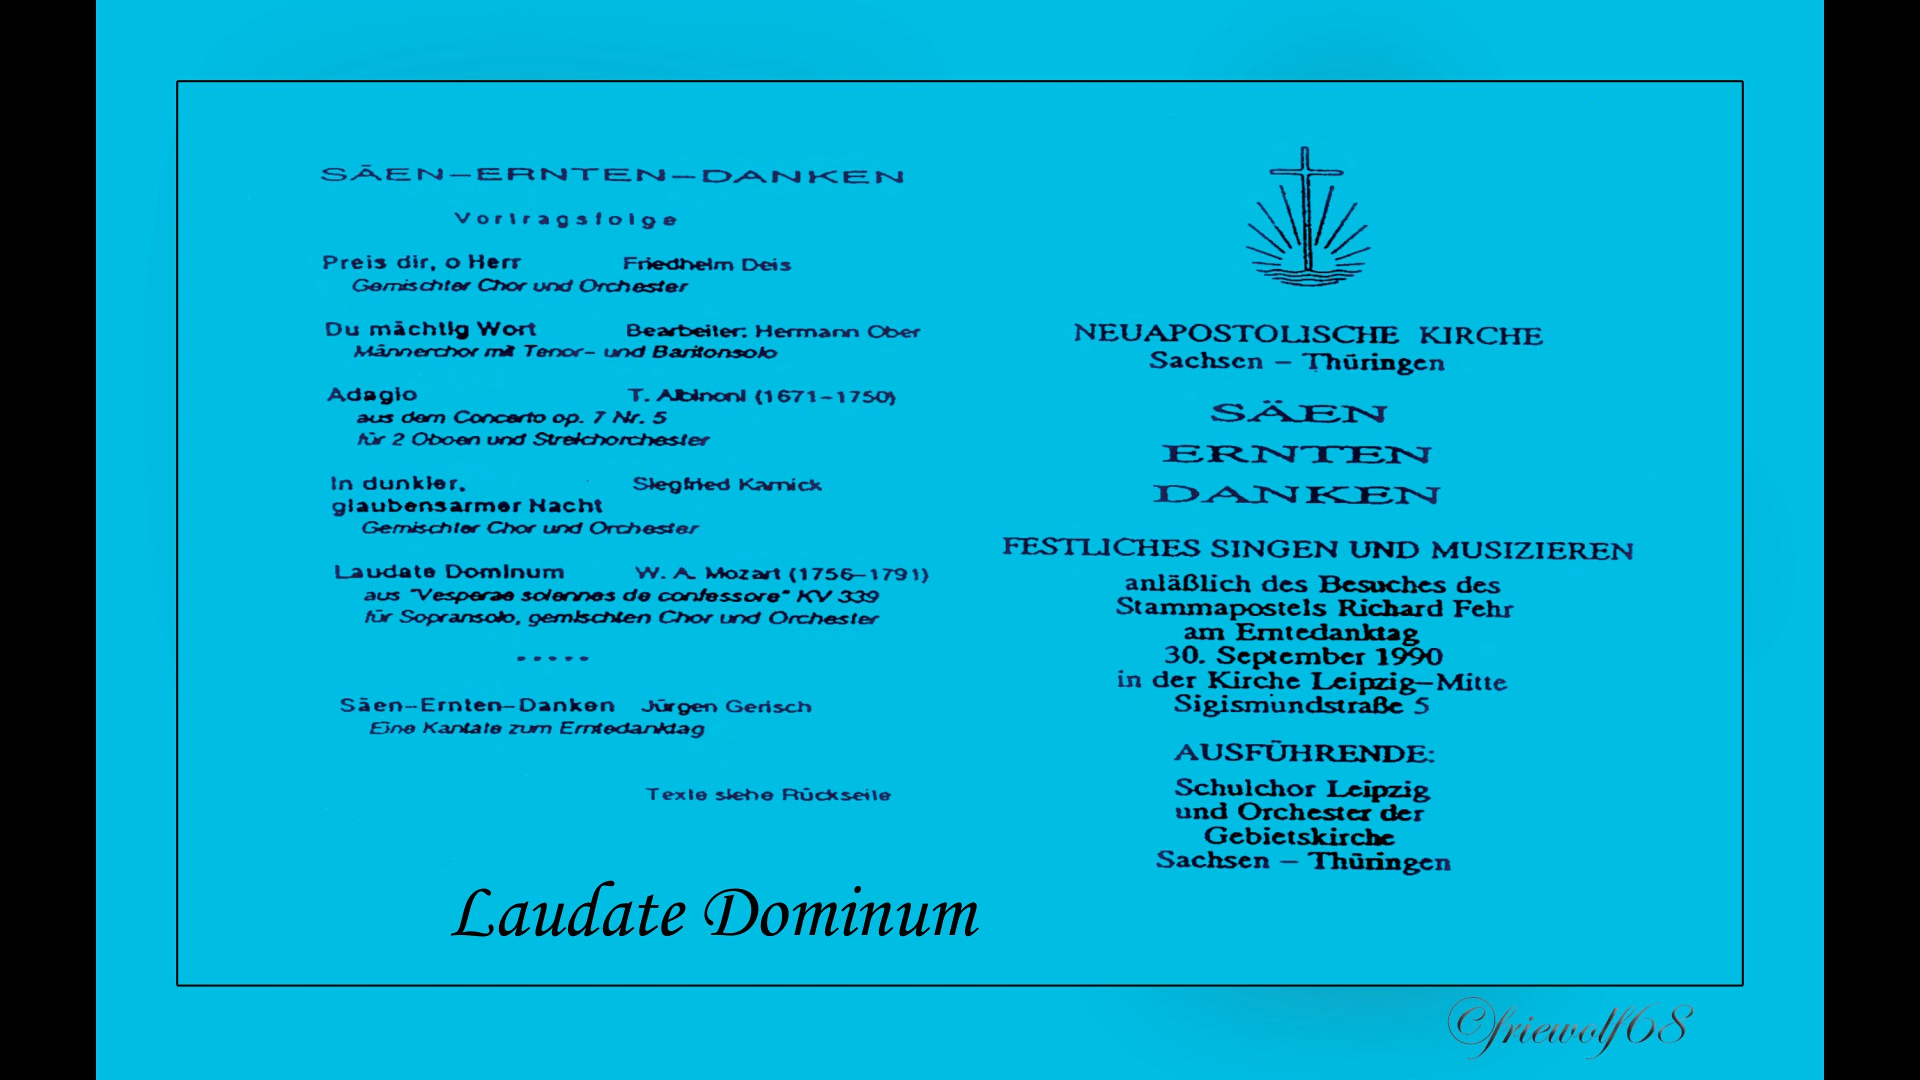 SÄEN-ERNTEN-DANKEN
Vortragsfolge
Preis dir, o Herr Friedhelm Deis
Gemischter Chor und Orchester
Du mächtig Wort Bearbeiter: Hermann Ober
Männerchor mit Tenor- und Baritonsolo
Adagio T. Albinoni (1671-1750)
aus dem Concerto op. 7 Nr. 5
für 2 Oboen und Streichorchester
In dunkler, Siegfried Karnick
glaubensarmer Nacht
Gemischter Chor und Orchester
Laudate Dominum W. A. Mozart (1756-1791)
aus "Vesperae solennes de confessore" KV 339
für Sopransolo, gemischten Chor und Orchester
*****
Säen-Ernten-Danken Jürgen Gerisch
Eine Kantate zum Erntedanktag
Texte siehe Rückseite
NEUAPOSTOLISCHE KIRCHE
Sachsen - Thüringen
SÄEN
ERNTEN
DANKEN
FESTLICHES SINGEN UND MUSIZIEREN
anläßlich des Besuches des
Stammapostels Richard Fehr
am Erntedanktag
30. September 1990
in der Kirche Leipzig-Mitte
Sigismundstraße 5
AUSFÜHRENDE:
Schulchor Leipzig
und Orchester der
Gebietskirche
Sachsen - Thüringen
Laudate Dominum
©friewolf68